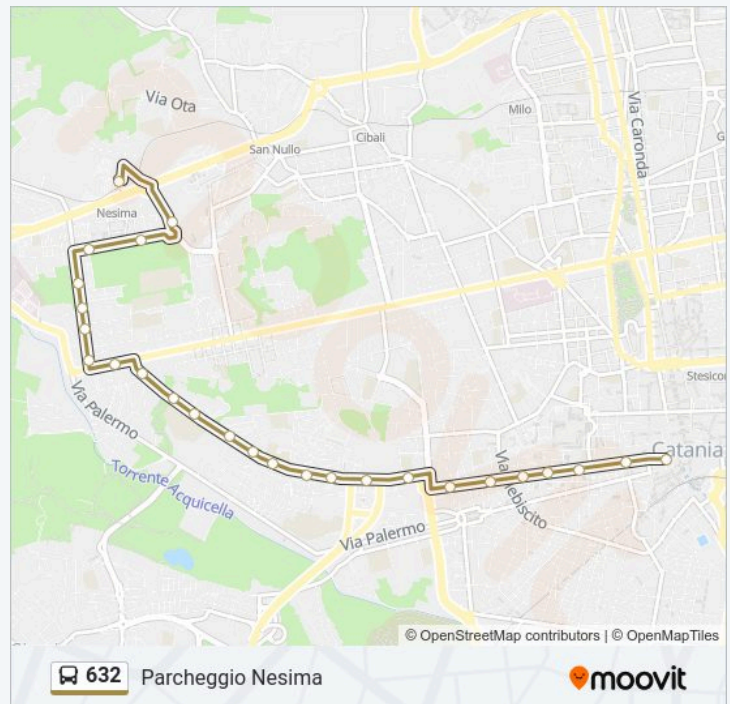 Via Ota
Milo
Via Caronda
Cibali
San Nullo
Nesima
Stesicor
Via Palermo
Catania
Via Plebiscito
Torrente Acquicella
Via Palermo
© OpenStreetMap contributors | © OpenMapTiles
632 Parcheggio Nesima
moovit